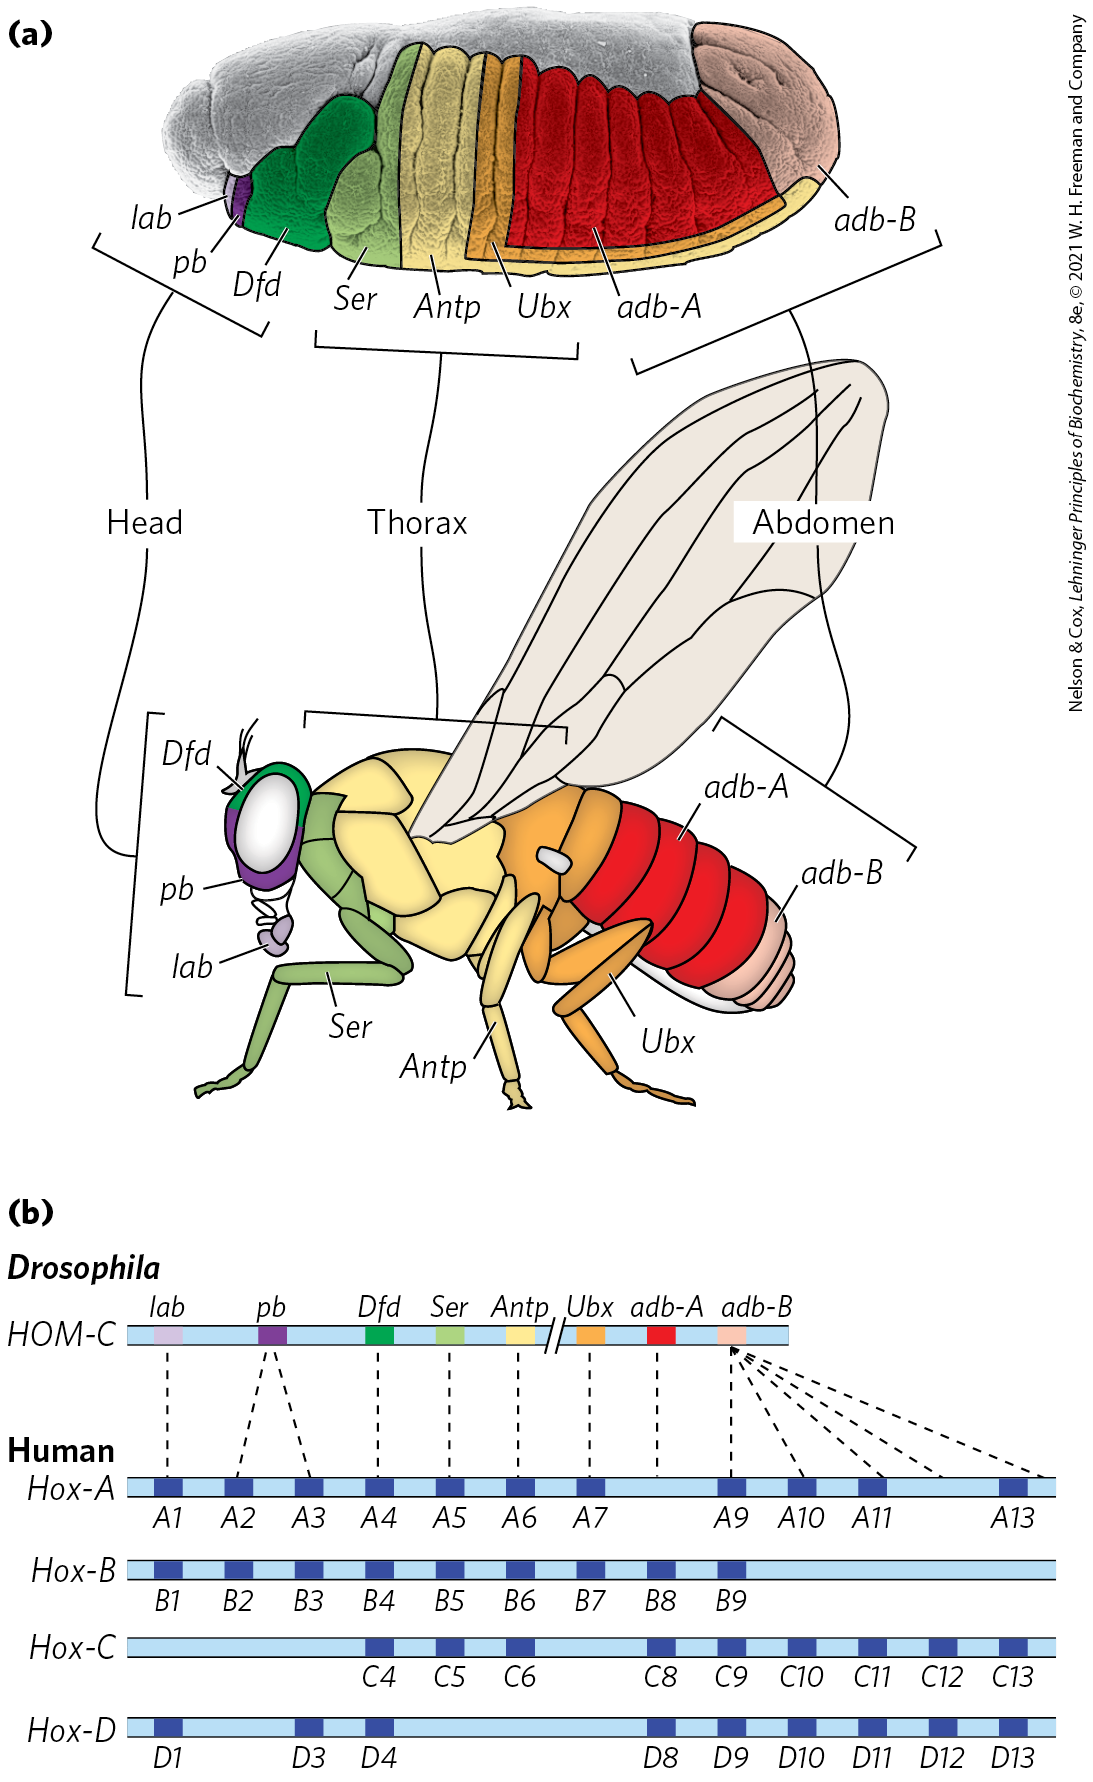 (a)
lab
pb
Dfd
Ser
Antp
Ubx
adb-A
adb-B
Head
Thorax
Abdomen
Dfd
pb
lab
Ser
Antp
Ubx
adb-A
adb-B
Nelson & Cox, Lehninger Principles of Biochemistry, 8e, © 2021 W. H. Freeman and Company
(b)
Drosophila
lab pb Dfd Ser Antp Ubx adb-A adb-B
HOM-C
Human
Hox-A
A1 A2 A3 A4 A5 A6 A7 A9 A10 A11 A13
Hox-B
B1 B2 B3 B4 B5 B6 B7 B8 B9
Hox-C
C4 C5 C6 C8 C9 C10 C11 C12 C13
Hox-D
D1 D3 D4 D8 D9 D10 D11 D12 D13